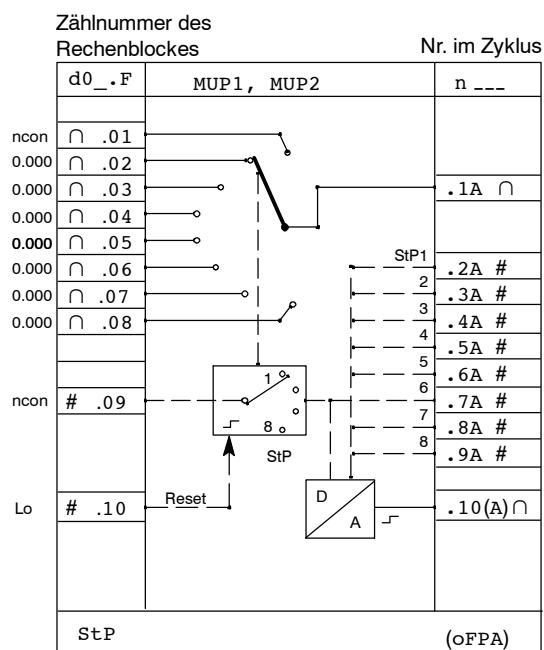 Zählnummer des
Rechenblockes
Nr. im Zyklus
d0_.F MUP1, MUP2 n ___
ncon ∩ .01
0.000 ∩ .02
0.000 ∩ .03 .1A ∩
0.000 ∩ .04
0.000 ∩ .05
0.000 ∩ .06 StP1 .2A #
0.000 ∩ .07 2 .3A #
0.000 ∩ .08 3 .4A #
4 .5A #
5 .6A #
ncon # .09 1 6 .7A #
8 7 .8A #
StP 8 .9A #
Lo # .10 Reset D A .10(A)∩
StP (oFPA)